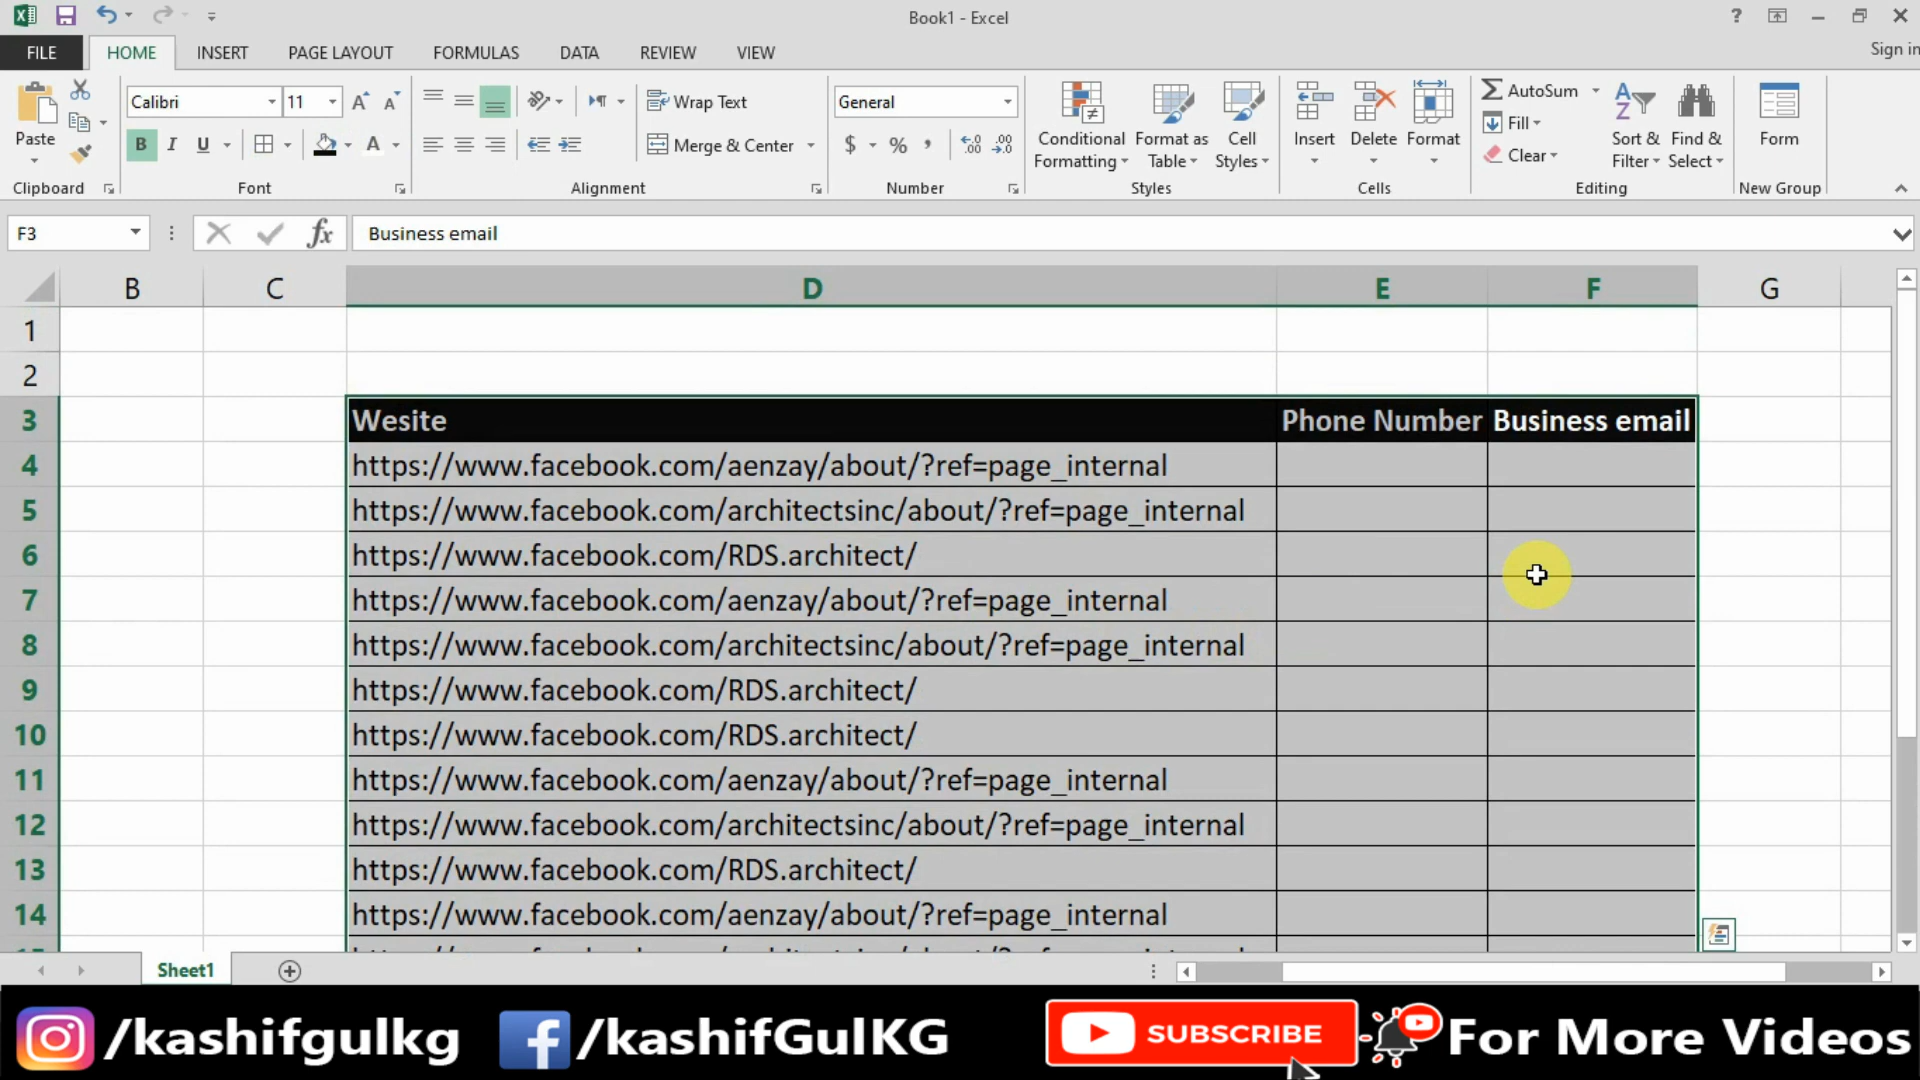 Book1 - Excel
?
Sign in
FILE HOME INSERT PAGE LAYOUT FORMULAS DATA REVIEW VIEW
Paste
Clipboard
Calibri 11
B I U
Font
Wrap Text
Merge & Center
Alignment
General
$ % ,
Number
Conditional Formatting
Format as Table
Cell Styles
Styles
Insert Delete Format
Cells
AutoSum
Fill
Clear
Sort & Filter
Find & Select
Editing
Form
New Group
F3 fx Business email
B C D E F G
1
2
3 Wesite Phone Number Business email
4 https://www.facebook.com/aenzay/about/?ref=page_internal
5 https://www.facebook.com/architectsinc/about/?ref=page_internal
6 https://www.facebook.com/RDS.architect/
7 https://www.facebook.com/aenzay/about/?ref=page_internal
8 https://www.facebook.com/architectsinc/about/?ref=page_internal
9 https://www.facebook.com/RDS.architect/
10 https://www.facebook.com/RDS.architect/
11 https://www.facebook.com/aenzay/about/?ref=page_internal
12 https://www.facebook.com/architectsinc/about/?ref=page_internal
13 https://www.facebook.com/RDS.architect/
14 https://www.facebook.com/aenzay/about/?ref=page_internal
Sheet1
/kashifgulkg /kashifGulKG SUBSCRIBE For More Videos